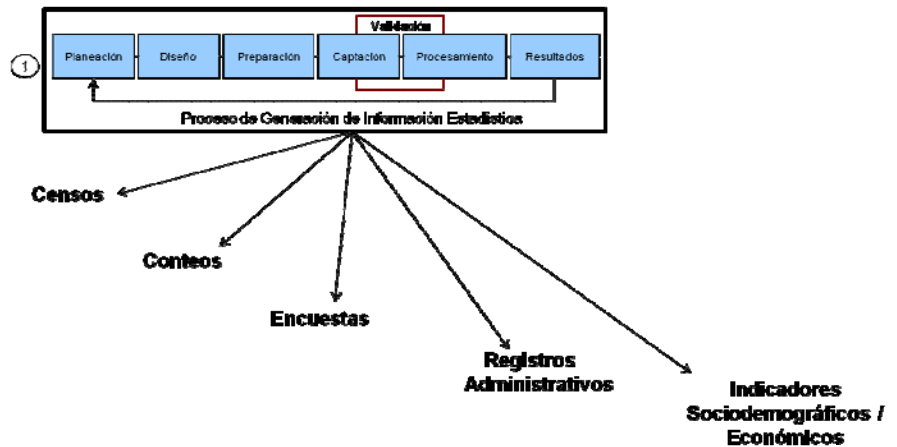 Validación
1
Planeación
Diseño
Preparación
Captación
Procesamiento
Resultados
Proceso de Generación de Información Estadística
Censos
Conteos
Encuestas
Registros
Administrativos
Indicadores
Sociodemográficos /
Económicos